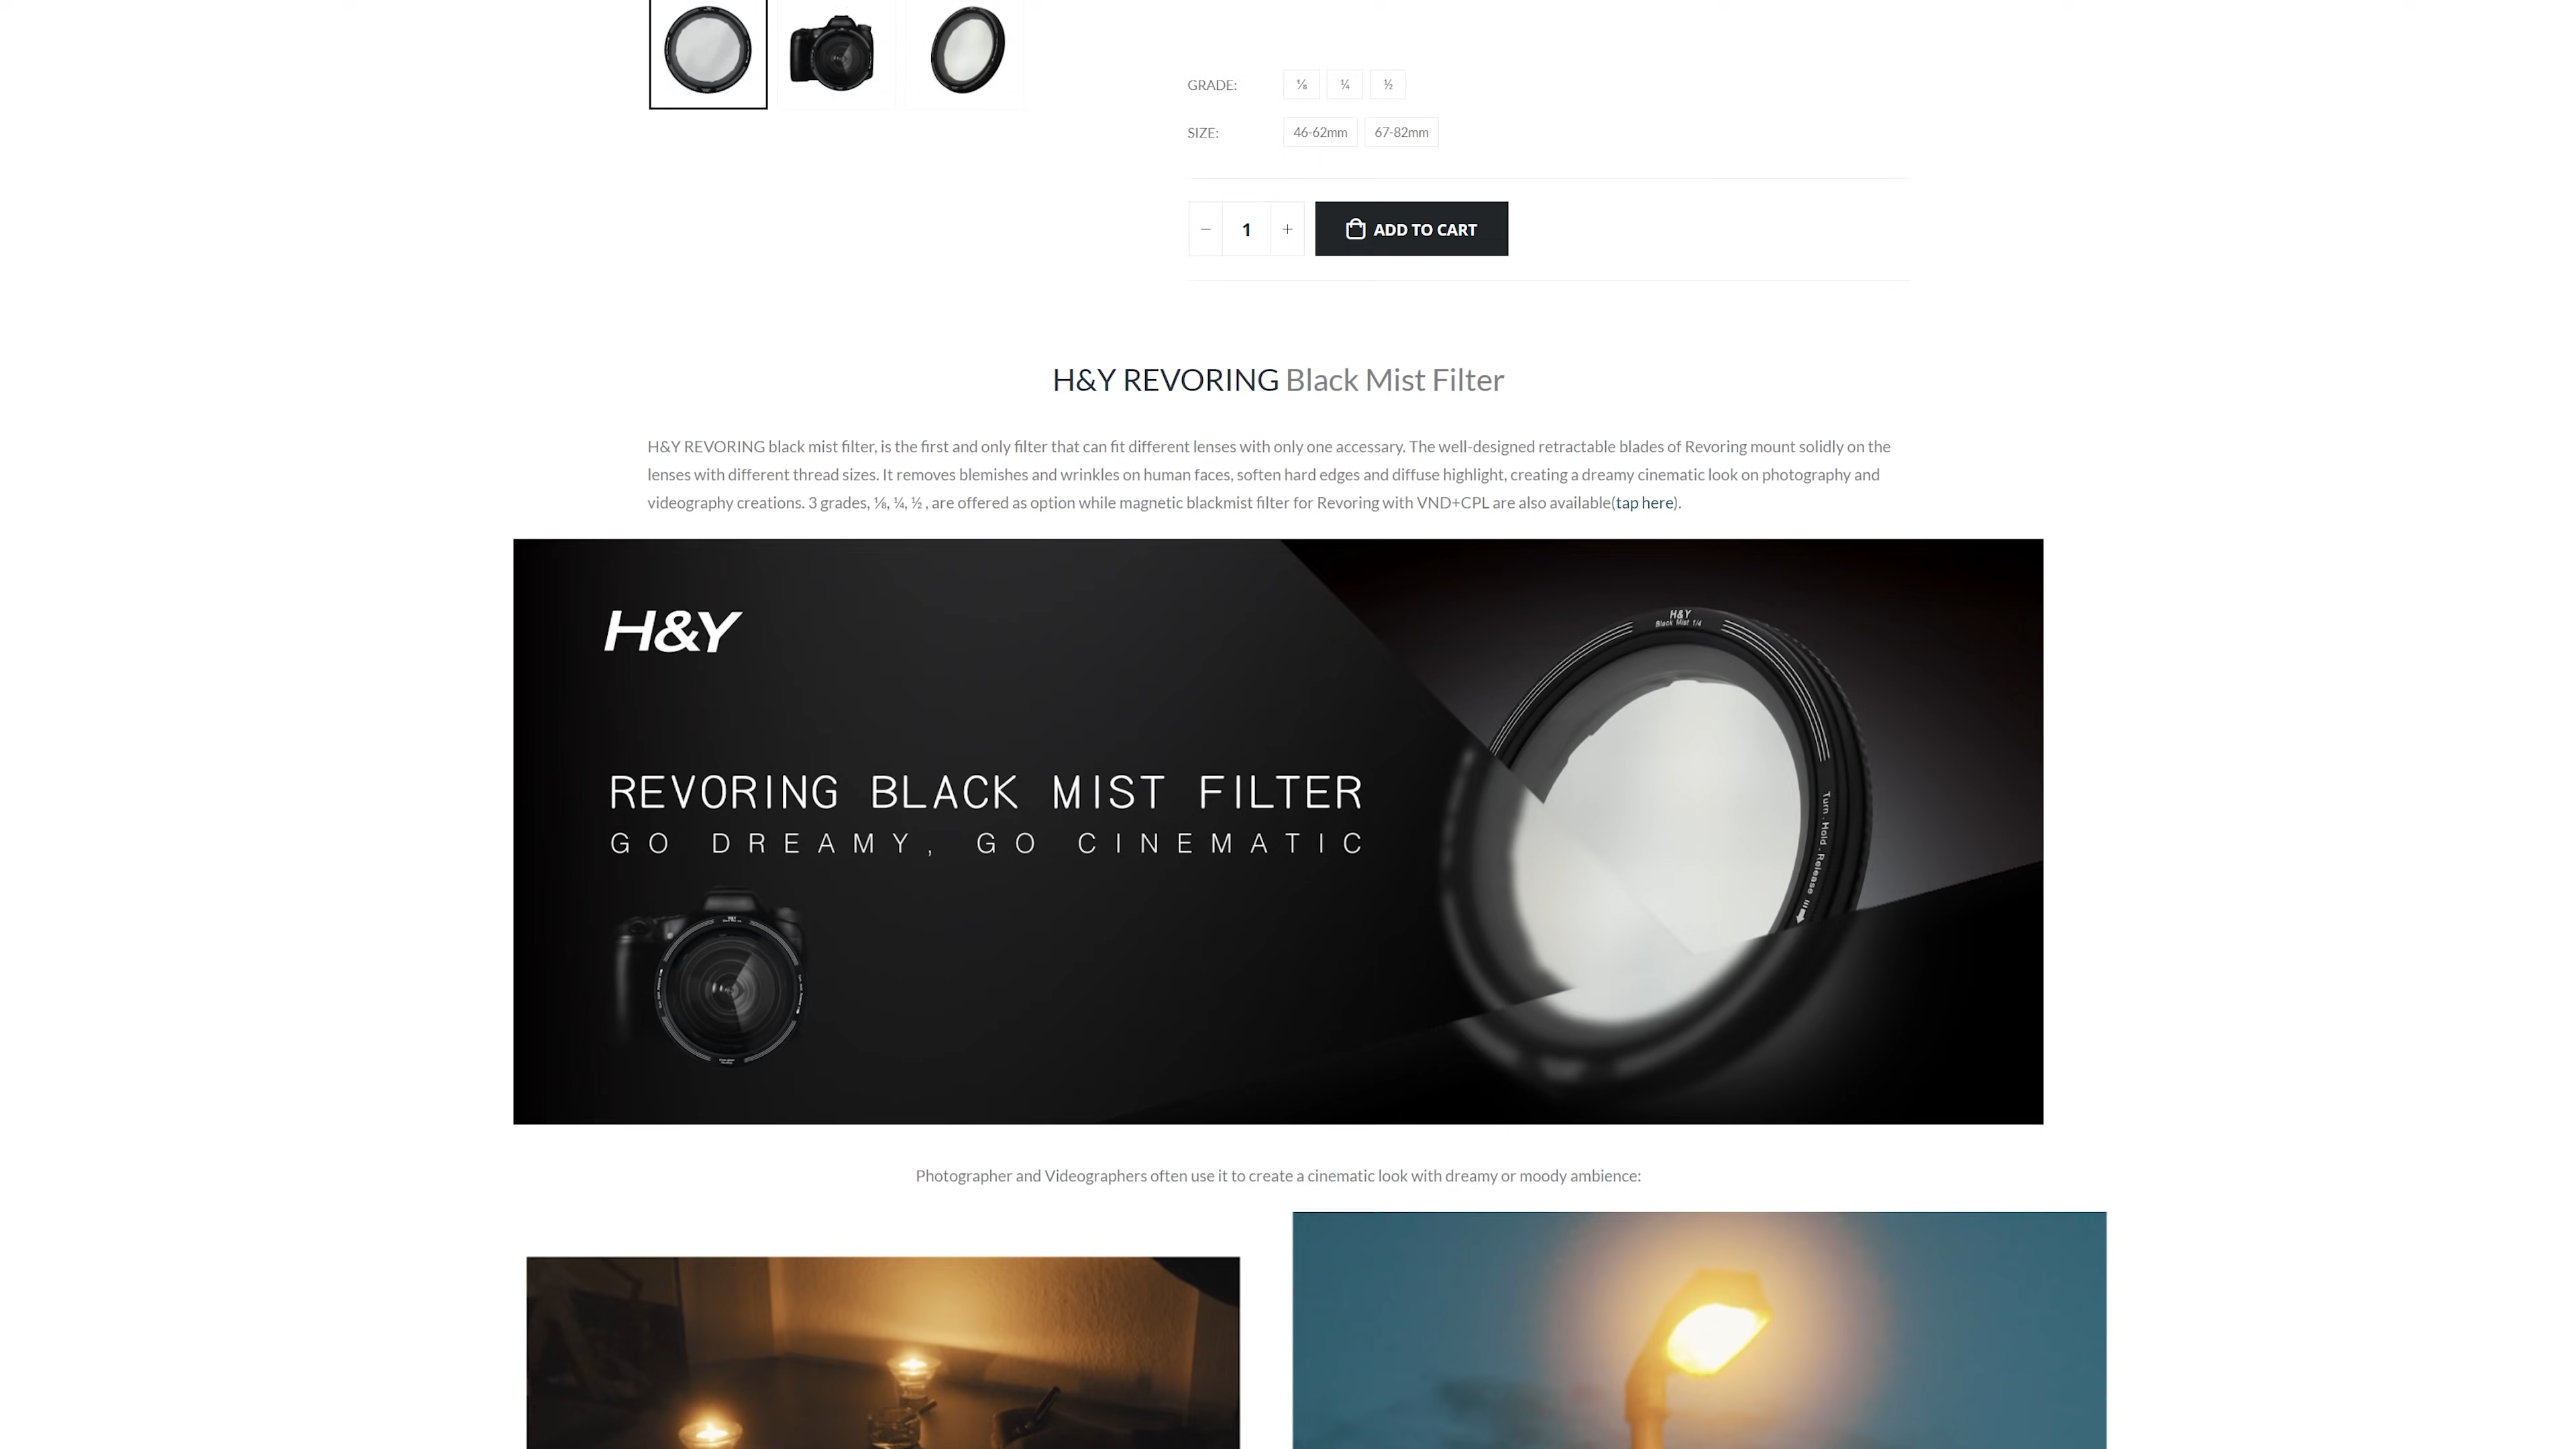 GRADE: ⅛ ¼ ½
SIZE: 46-62mm 67-82mm
− 1 + ADD TO CART
H&Y REVORING Black Mist Filter
H&Y REVORING black mist filter, is the first and only filter that can fit different lenses with only one accessary. The well-designed retractable blades of Revoring mount solidly on the
lenses with different thread sizes. It removes blemishes and wrinkles on human faces, soften hard edges and diffuse highlight, creating a dreamy cinematic look on photography and
videography creations. 3 grades, ⅛, ¼, ½ , are offered as option while magnetic blackmist filter for Revoring with VND+CPL are also available(tap here).
H&Y
H&Y
Black Mist 1/4
REVORING BLACK MIST FILTER
GO DREAMY, GO CINEMATIC
Turn . Hold . Release
Photographer and Videographers often use it to create a cinematic look with dreamy or moody ambience: